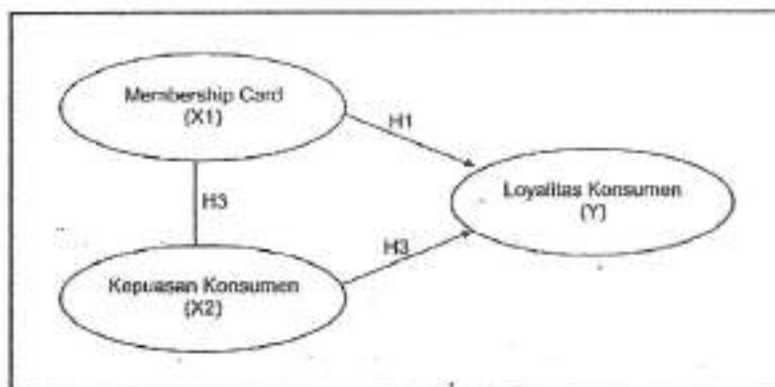 Membership Card
(X1)
H1
Loyalitas Konsumen
(Y)
H3
H3
Kepuasan Konsumen
(X2)